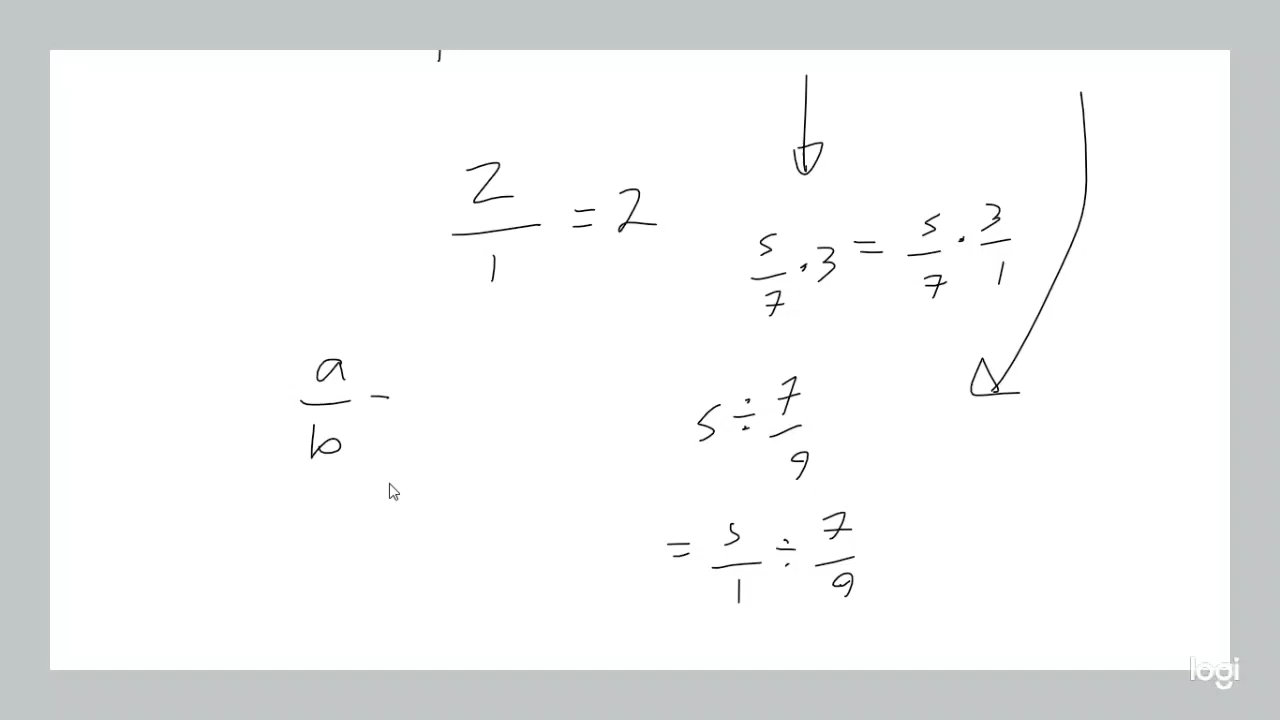 2/1 = 2
5/7 · 3 = 5/7 · 3/1
a/b -
5 ÷ 7/9
= 5/1 ÷ 7/9
logi